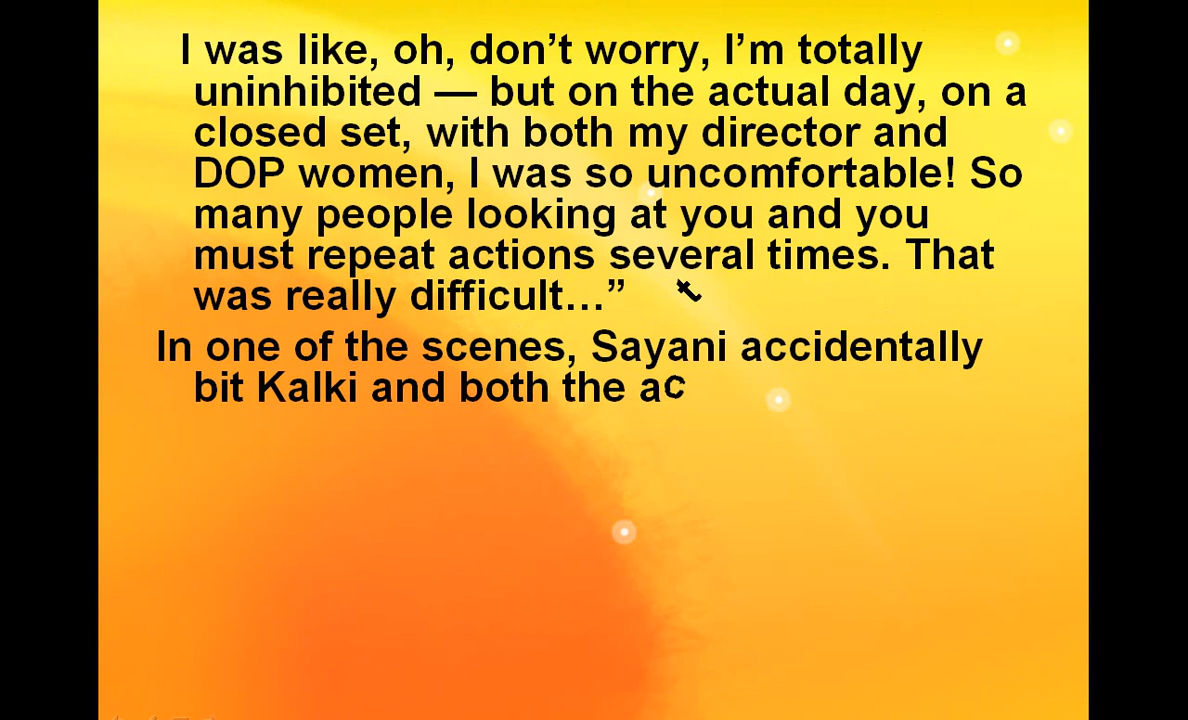 I was like, oh, don’t worry, I’m totally
uninhibited — but on the actual day, on a
closed set, with both my director and
DOP women, I was so uncomfortable! So
many people looking at you and you
must repeat actions several times. That
was really difficult…”
In one of the scenes, Sayani accidentally
bit Kalki and both the ac